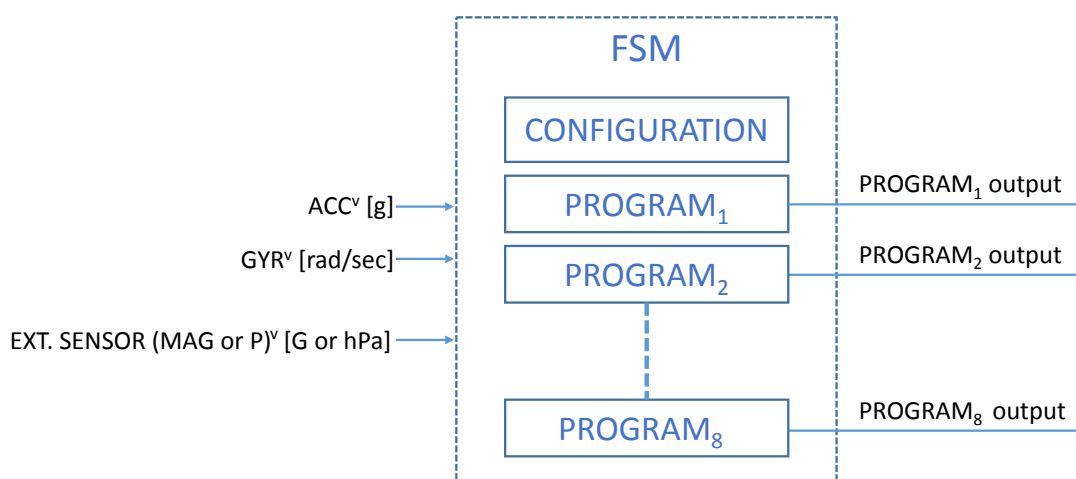 FSM
CONFIGURATION
ACCᵛ [g]
PROGRAM₁
PROGRAM₁ output
GYRᵛ [rad/sec]
PROGRAM₂
PROGRAM₂ output
EXT. SENSOR (MAG or P)ᵛ [G or hPa]
PROGRAM₈
PROGRAM₈ output